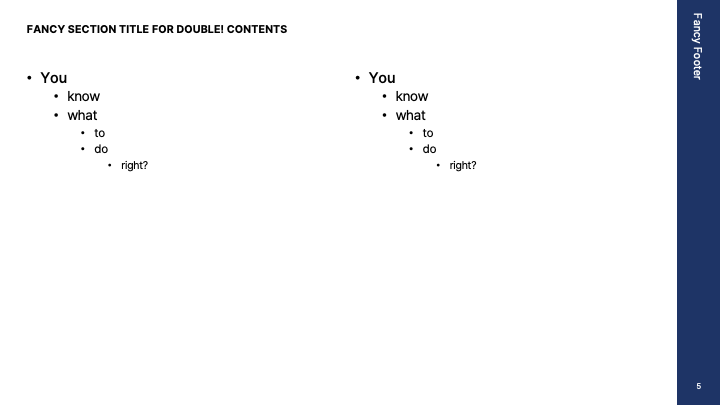 FANCY SECTION TITLE FOR DOUBLE! CONTENTS
• You
• know
• what
• to
• do
• right?
• You
• know
• what
• to
• do
• right?
Fancy Footer
5